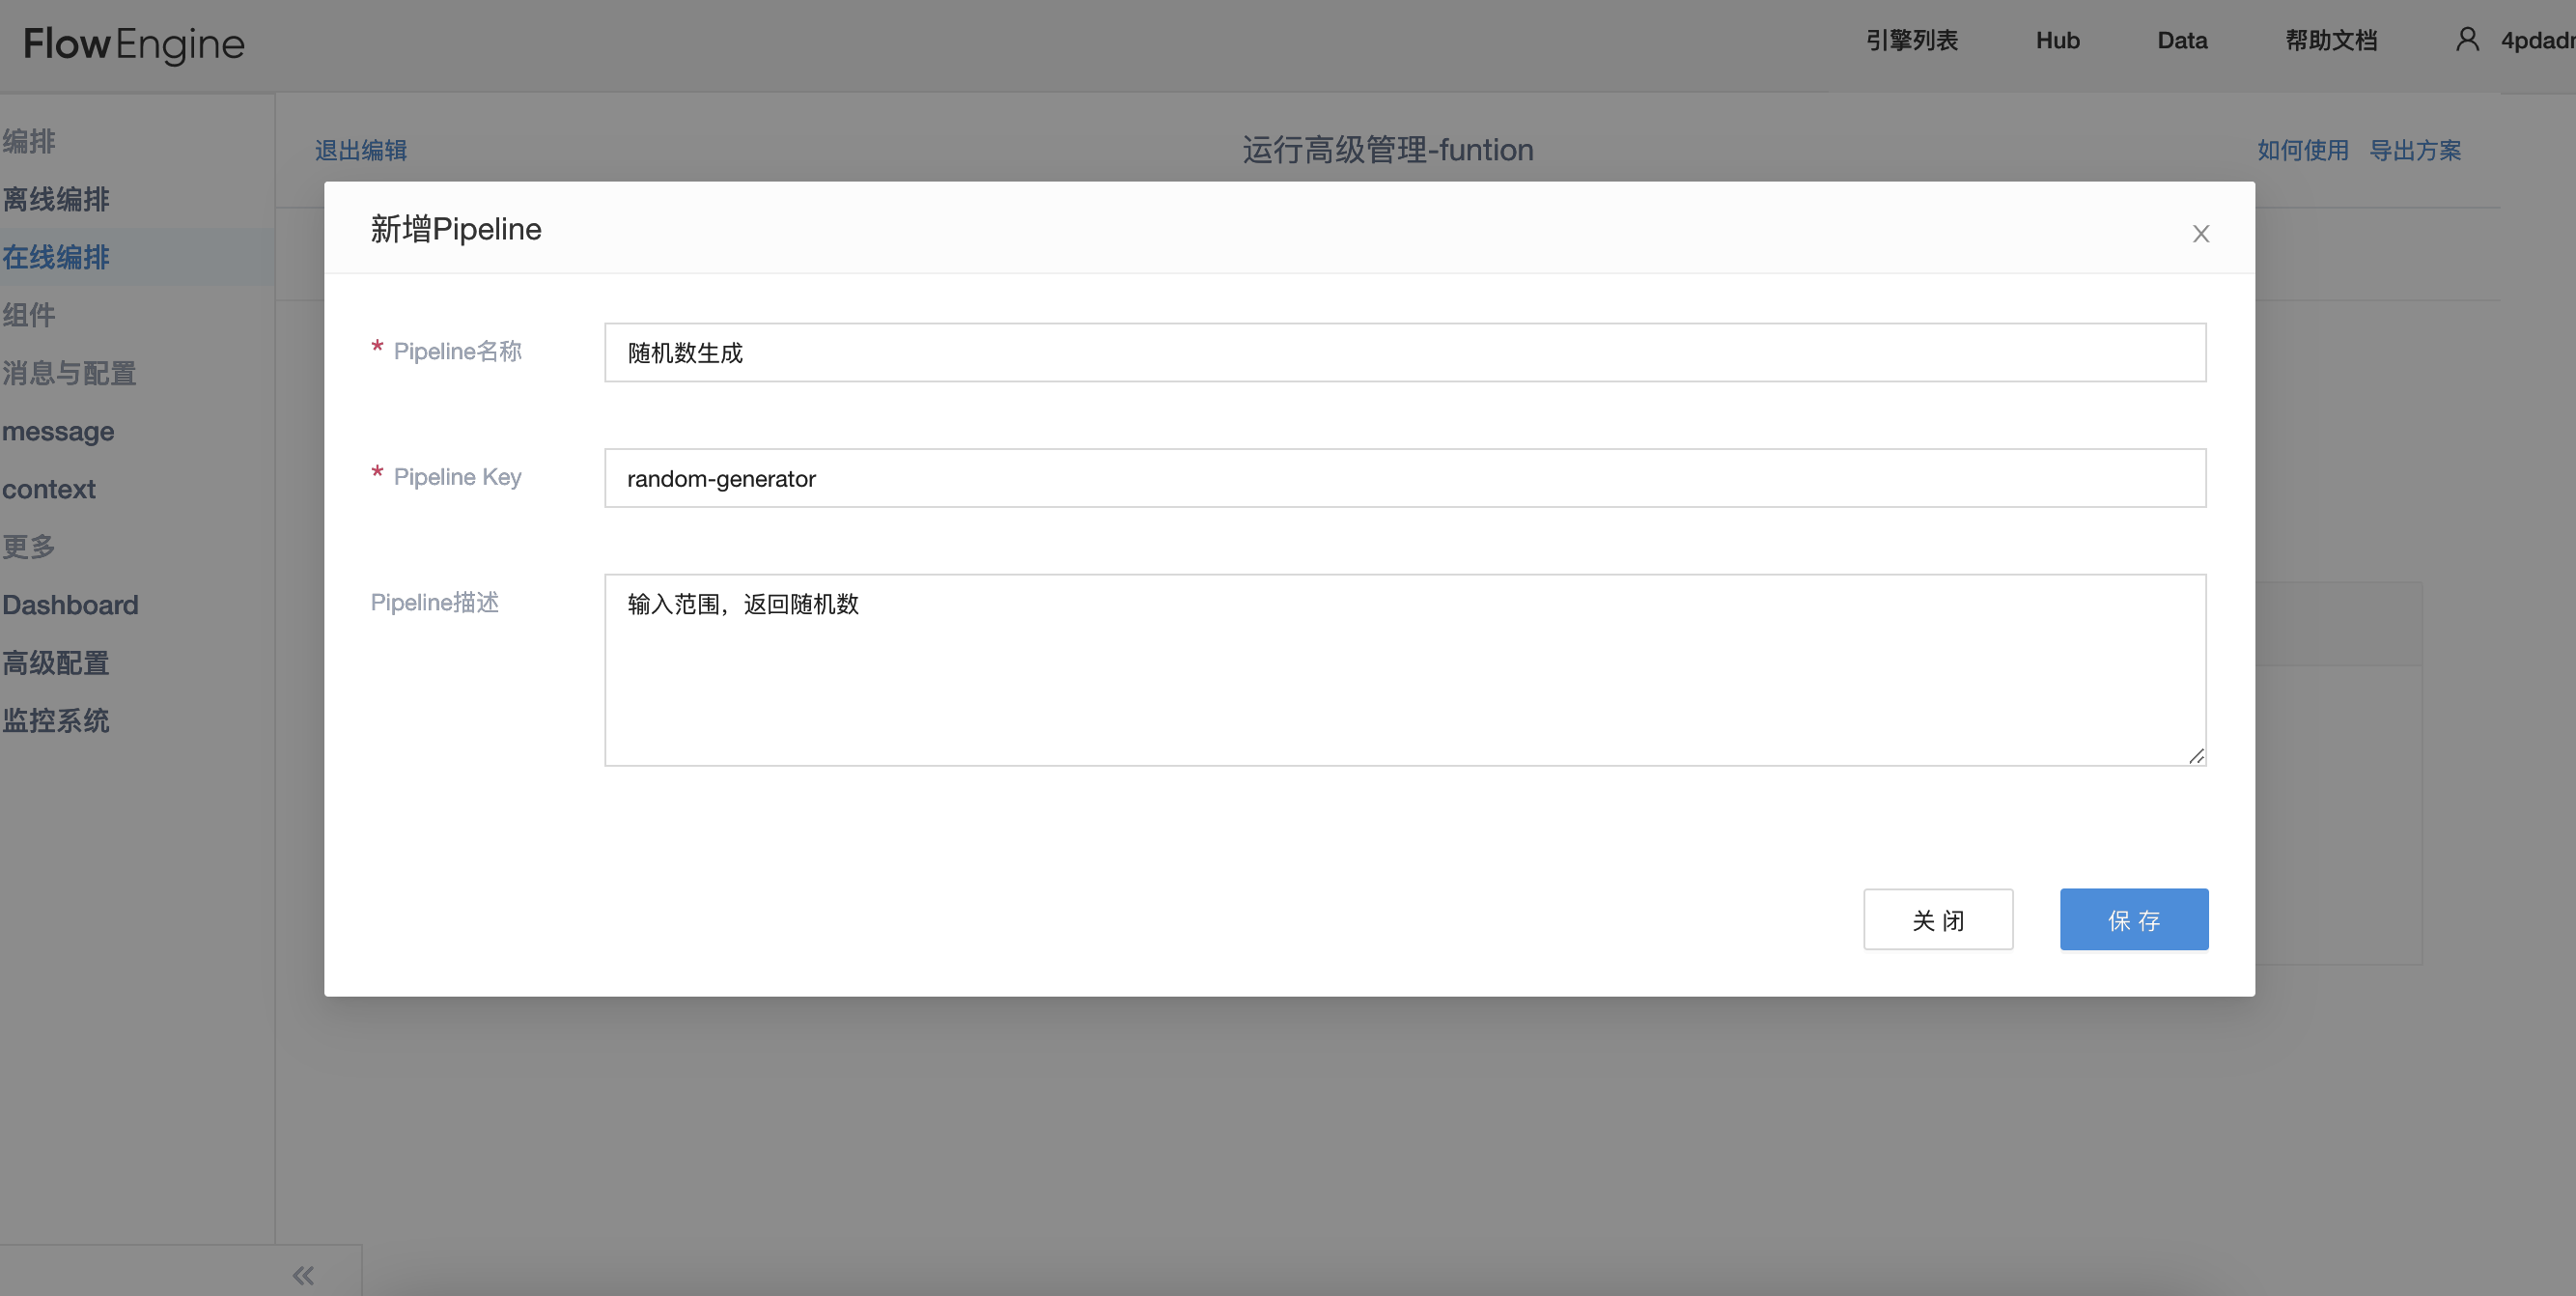 FlowEngine
引擎列表 Hub Data 帮助文档
编排
离线编排
在线编排
组件
消息与配置
message
context
更多
Dashboard
高级配置
监控系统
退出编辑 运行高级管理-funtion 如何使用 导出方案
新增Pipeline
* Pipeline名称 随机数生成
* Pipeline Key random-generator
Pipeline描述 输入范围，返回随机数
关 闭 保 存